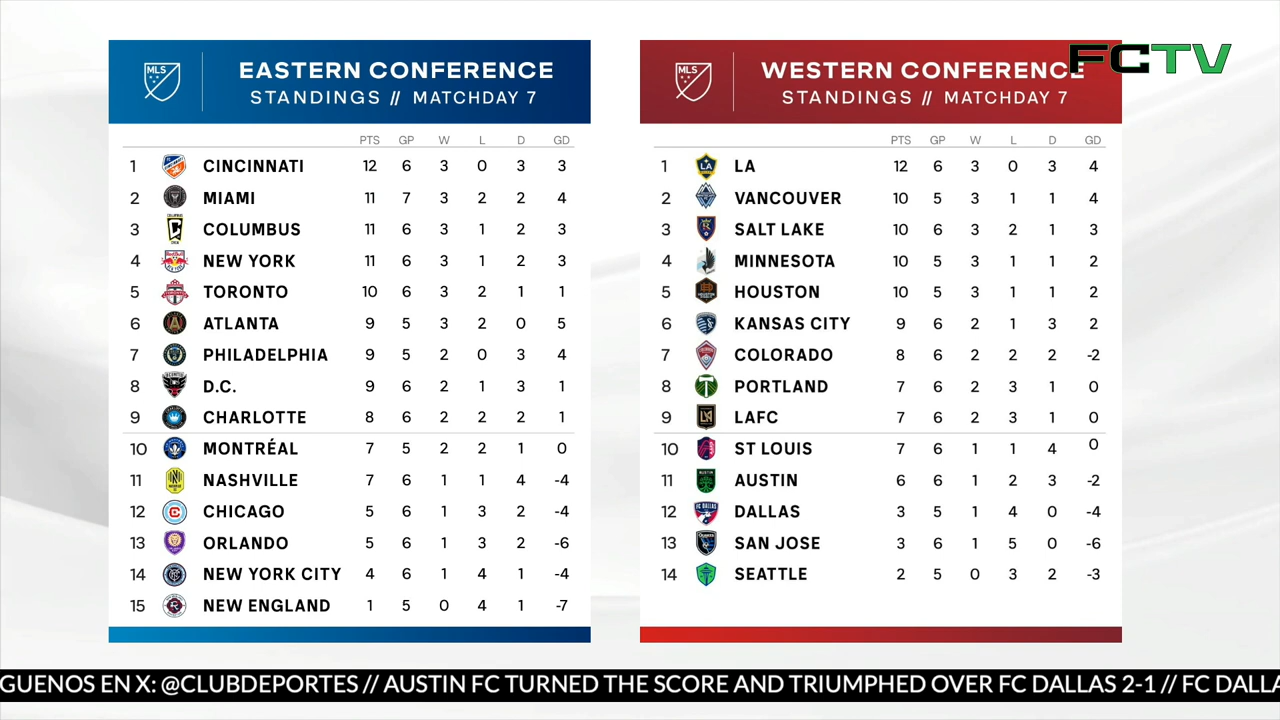 FCTV
MLS
EASTERN CONFERENCE
STANDINGS // MATCHDAY 7
PTS GP W L D GD
1 CINCINNATI 12 6 3 0 3 3
2 MIAMI 11 7 3 2 2 4
3 COLUMBUS 11 6 3 1 2 3
4 NEW YORK 11 6 3 1 2 3
5 TORONTO 10 6 3 2 1 1
6 ATLANTA 9 5 3 2 0 5
7 PHILADELPHIA 9 5 2 0 3 4
8 D.C. 9 6 2 1 3 1
9 CHARLOTTE 8 6 2 2 2 1
10 MONTRÉAL 7 5 2 2 1 0
11 NASHVILLE 7 6 1 1 4 -4
12 CHICAGO 5 6 1 3 2 -4
13 ORLANDO 5 6 1 3 2 -6
14 NEW YORK CITY 4 6 1 4 1 -4
15 NEW ENGLAND 1 5 0 4 1 -7
MLS
WESTERN CONFERENCE
STANDINGS // MATCHDAY 7
PTS GP W L D GD
1 LA 12 6 3 0 3 4
2 VANCOUVER 10 5 3 1 1 4
3 SALT LAKE 10 6 3 2 1 3
4 MINNESOTA 10 5 3 1 1 2
5 HOUSTON 10 5 3 1 1 2
6 KANSAS CITY 9 6 2 1 3 2
7 COLORADO 8 6 2 2 2 -2
8 PORTLAND 7 6 2 3 1 0
9 LAFC 7 6 2 3 1 0
10 ST LOUIS 7 6 1 1 4 0
11 AUSTIN 6 6 1 2 3 -2
12 DALLAS 3 5 1 4 0 -4
13 SAN JOSE 3 6 1 5 0 -6
14 SEATTLE 2 5 0 3 2 -3
GUENOS EN X: @CLUBDEPORTES // AUSTIN FC TURNED THE SCORE AND TRIUMPHED OVER FC DALLAS 2-1 // FC DALLA